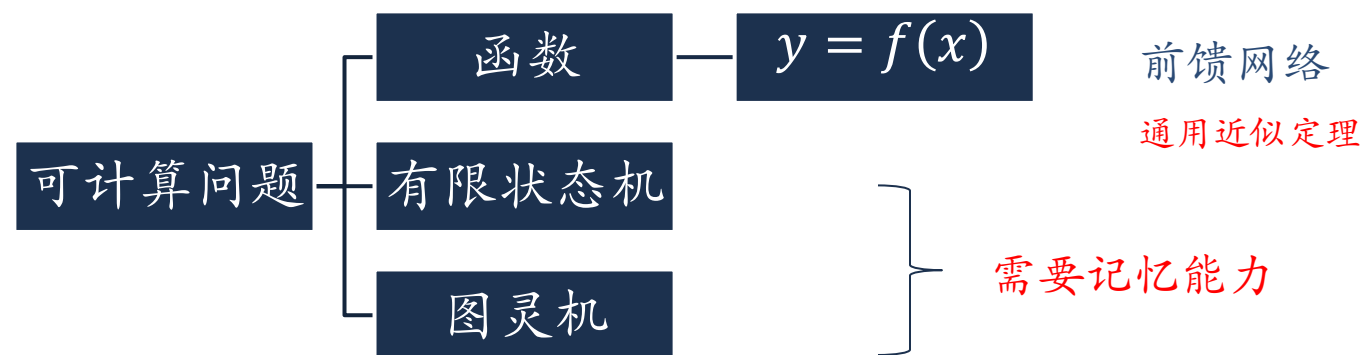 函数
y = f(x)
前馈网络
通用近似定理
可计算问题
有限状态机
需要记忆能力
图灵机